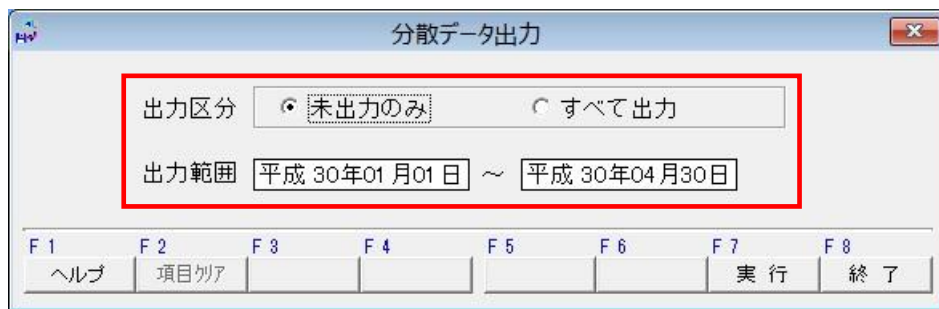 分散データ出力
出力区分 未出力のみ すべて出力
出力範囲 平成 30年01月01日 ～ 平成 30年04月30日
F1 F2 F3 F4 F5 F6 F7 F8
ヘルプ 項目クリア 実行 終了